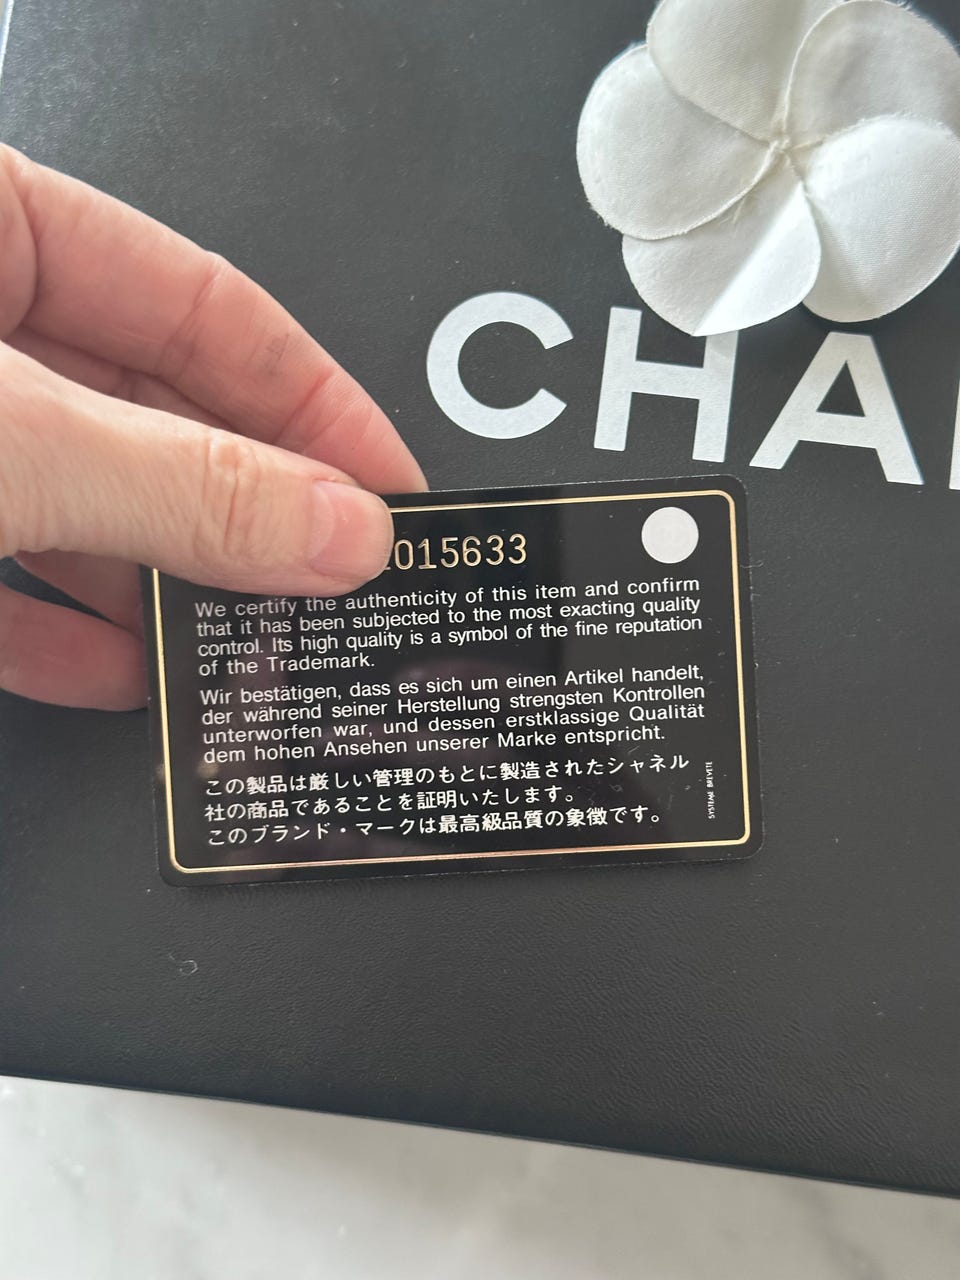 CHA
015633
We certify the authenticity of this item and confirm
that it has been subjected to the most exacting quality
control. Its high quality is a symbol of the fine reputation
of the Trademark.
Wir bestätigen, dass es sich um einen Artikel handelt,
der während seiner Herstellung strengsten Kontrollen
unterworfen war, und dessen erstklassige Qualität
dem hohen Ansehen unserer Marke entspricht.
この製品は厳しい管理のもとに製造されたシャネル
社の商品であることを証明いたします。
このブランド・マークは最高級品質の象徴です。
SYSTEME BREVETE